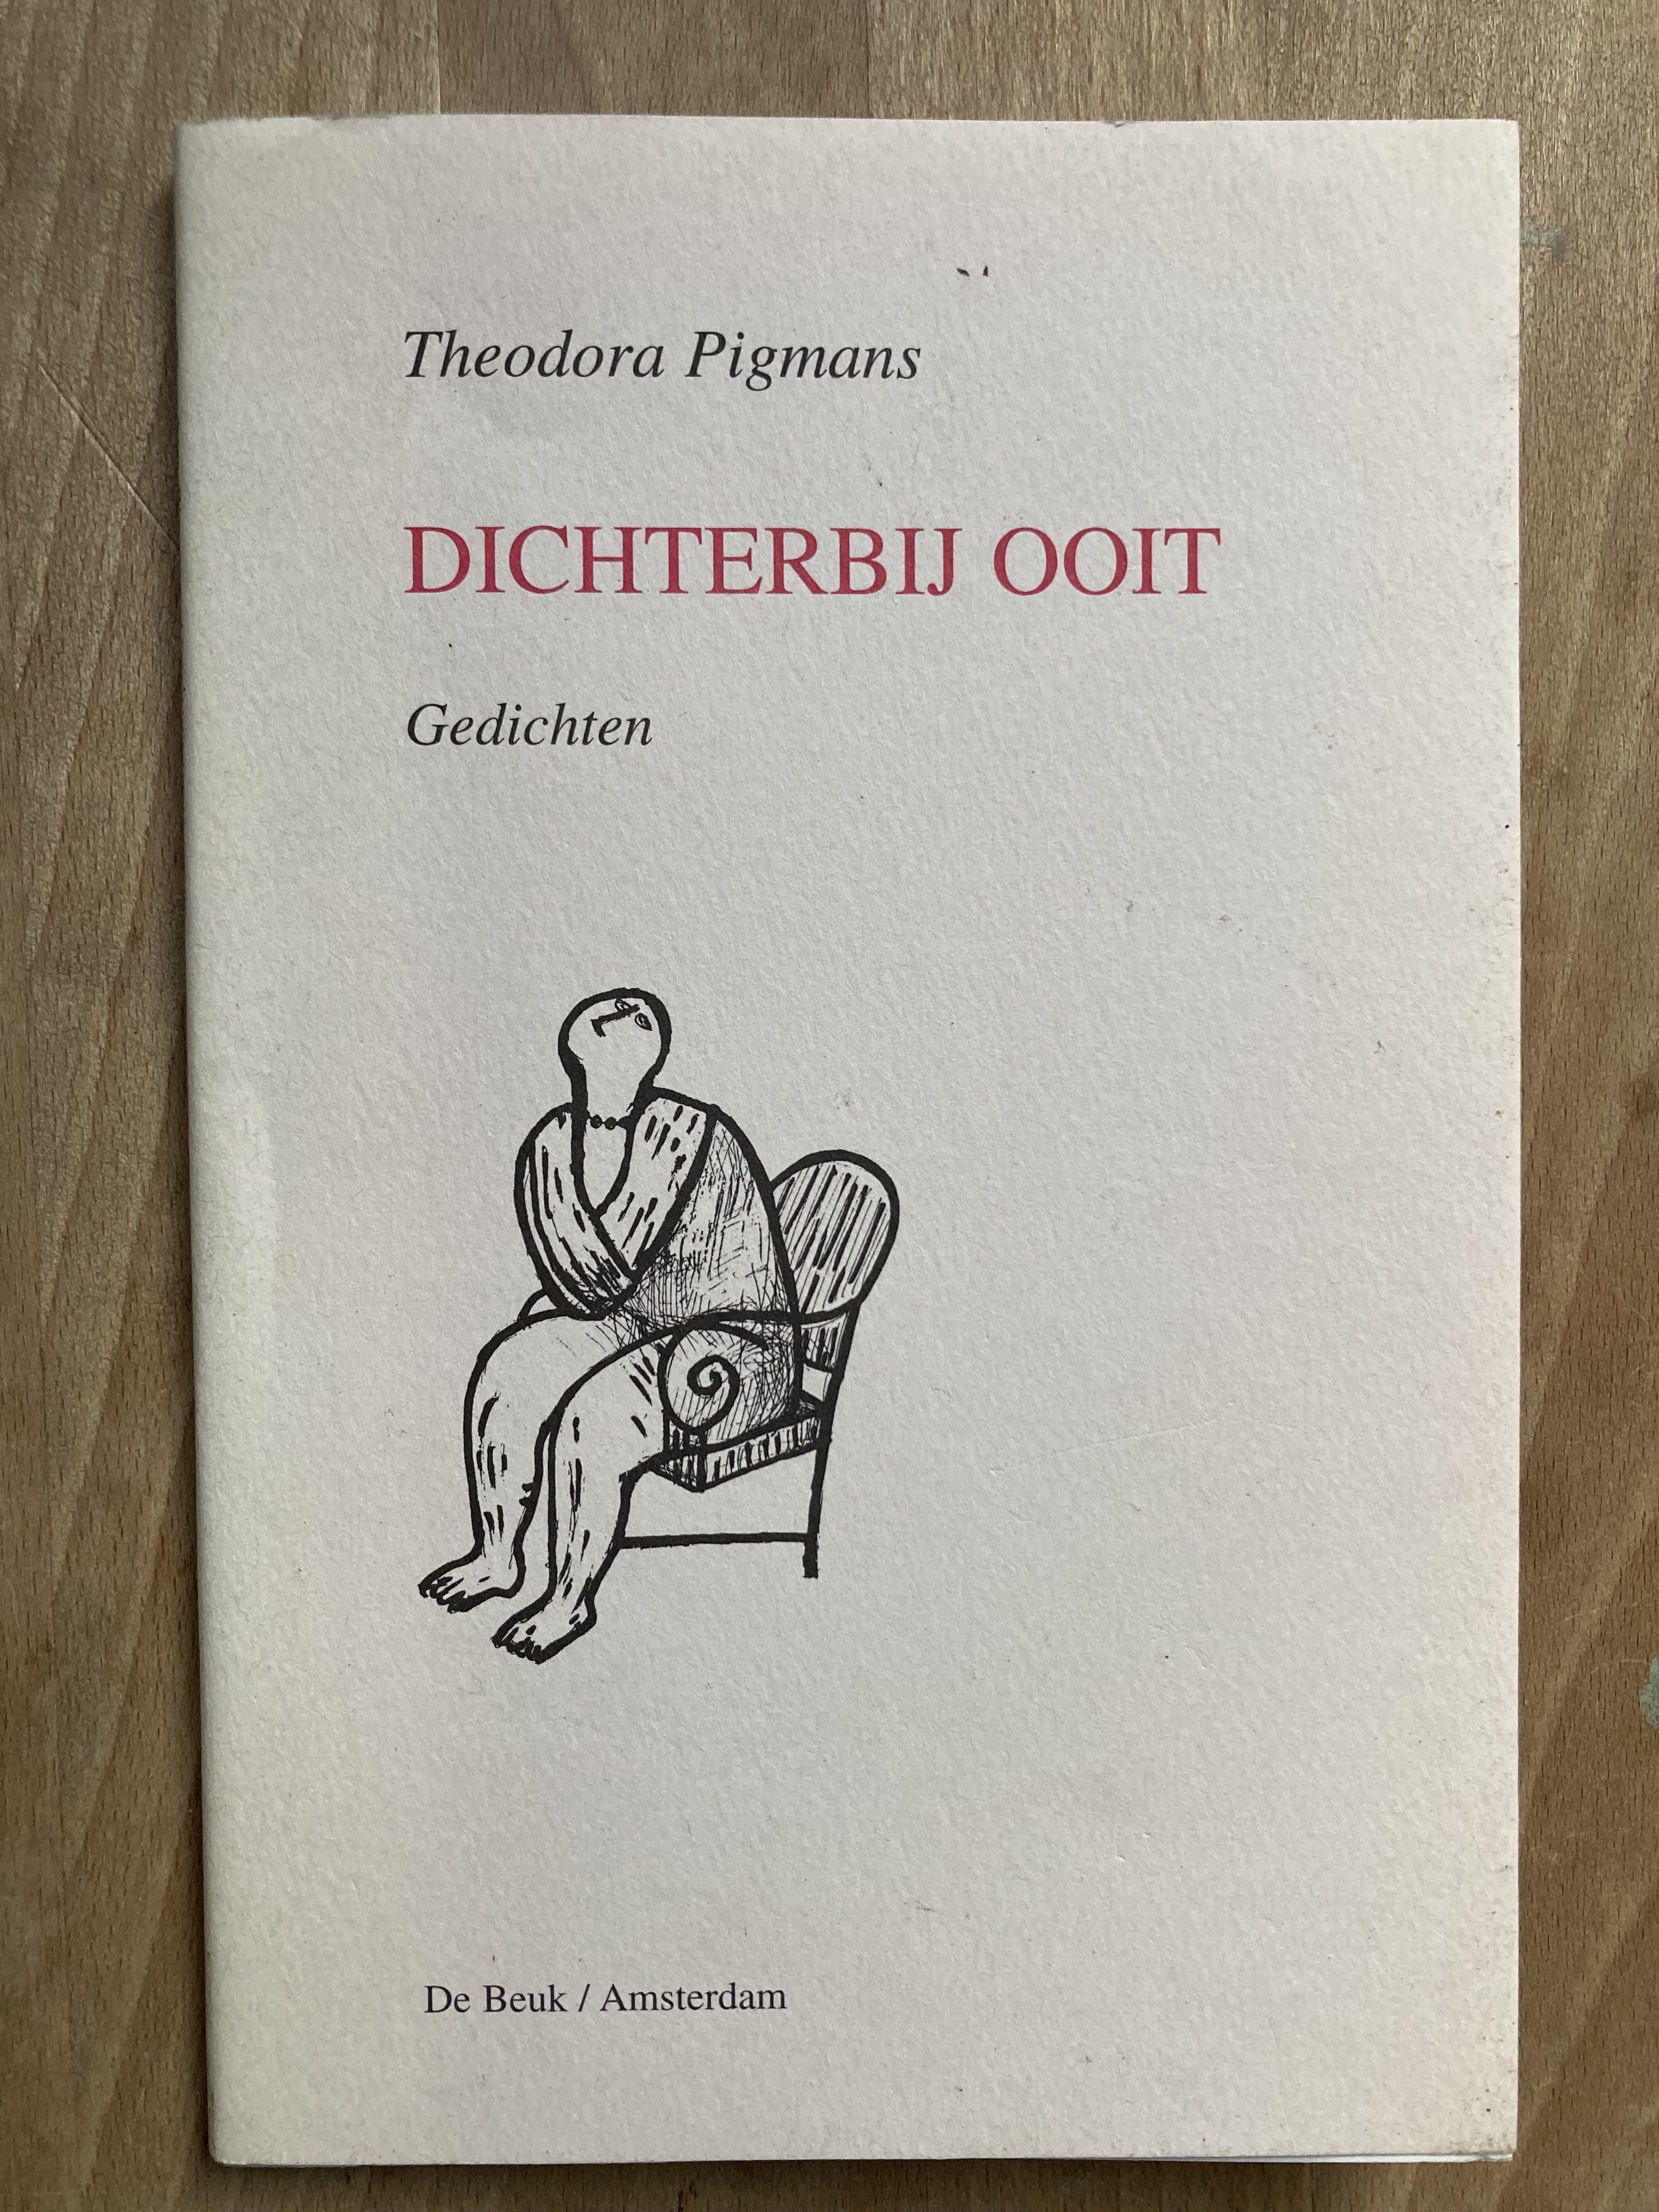 Theodora Pigmans
DICHTERBIJ OOIT
Gedichten
De Beuk / Amsterdam